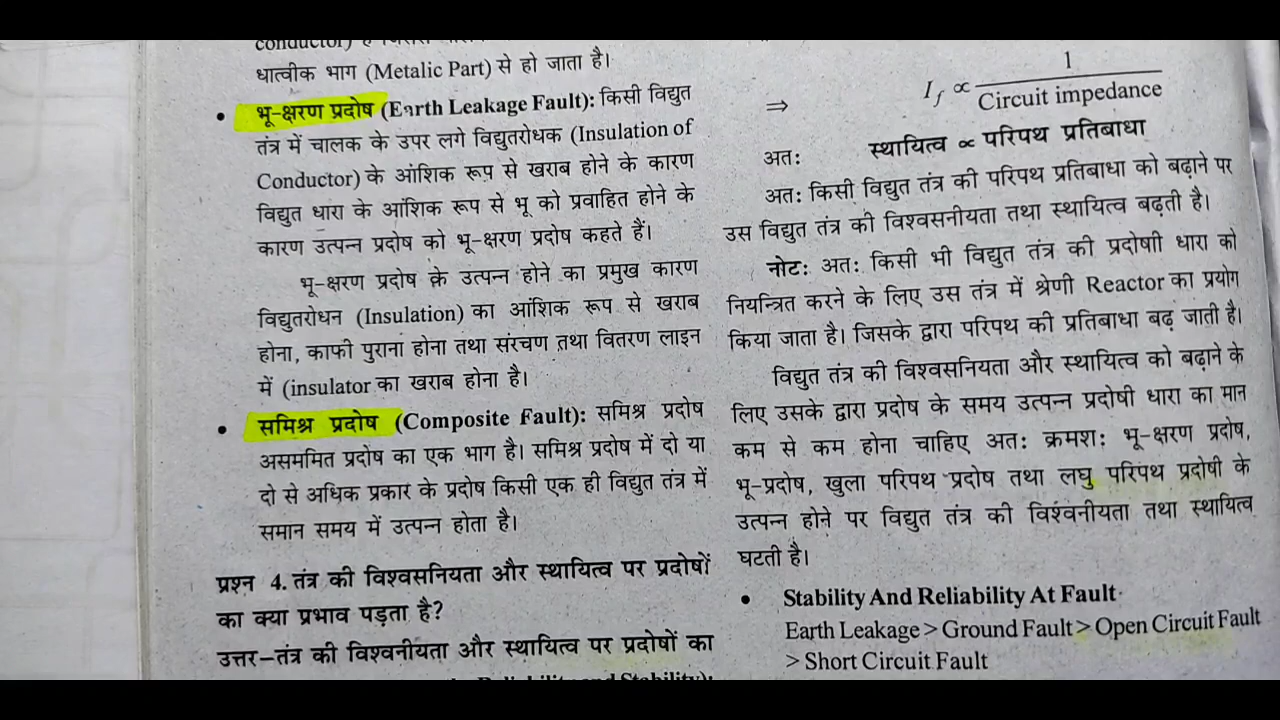 धात्वीक भाग (Metalic Part) से हो जाता है।
• भू-क्षरण प्रदोष (Earth Leakage Fault): किसी विद्युत
तंत्र में चालक के उपर लगे विद्युतरोधक (Insulation of
Conductor) के आंशिक रूप से खराब होने के कारण
विद्युत धारा के आंशिक रूप से भू को प्रवाहित होने के
कारण उत्पन्न प्रदोष को भू-क्षरण प्रदोष कहते हैं।
भू-क्षरण प्रदोष के उत्पन्न होने का प्रमुख कारण
विद्युतरोधन (Insulation) का आंशिक रूप से खराब
होना, काफी पुराना होना तथा संरचण तथा वितरण लाइन
में (insulator का खराब होना है।
• समिश्र प्रदोष (Composite Fault): समिश्र प्रदोष
असममित प्रदोष का एक भाग है। समिश्र प्रदोष में दो या
दो से अधिक प्रकार के प्रदोष किसी एक ही विद्युत तंत्र में
समान समय में उत्पन्न होता है।
प्रश्न 4. तंत्र की विश्वसनियता और स्थायित्व पर प्रदोषों
का क्या प्रभाव पड़ता है?
उत्तर–तंत्र की विश्वनीयता और स्थायित्व पर प्रदोषों का
⇒ I_f ∝ 1 / Circuit impedance
अतः स्थायित्व ∝ परिपथ प्रतिबाधा
अतः किसी विद्युत तंत्र की परिपथ प्रतिबाधा को बढ़ाने पर
उस विद्युत तंत्र की विश्वसनीयता तथा स्थायित्व बढ़ती है।
नोटः अतः किसी भी विद्युत तंत्र की प्रदोषाी धारा को
नियन्त्रित करने के लिए उस तंत्र में श्रेणी Reactor का प्रयोग
किया जाता है। जिसके द्वारा परिपथ की प्रतिबाधा बढ़ जाती है।
विद्युत तंत्र की विश्वसनियता और स्थायित्व को बढ़ाने के
लिए उसके द्वारा प्रदोष के समय उत्पन्न प्रदोषी धारा का मान
कम से कम होना चाहिए अतः क्रमशः भू-क्षरण प्रदोष,
भू-प्रदोष, खुला परिपथ प्रदोष तथा लघु परिपथ प्रदोषी के
उत्पन्न होने पर विद्युत तंत्र की विश्वनीयता तथा स्थायित्व
घटती है।
• Stability And Reliability At Fault
Earth Leakage > Ground Fault > Open Circuit Fault
> Short Circuit Fault